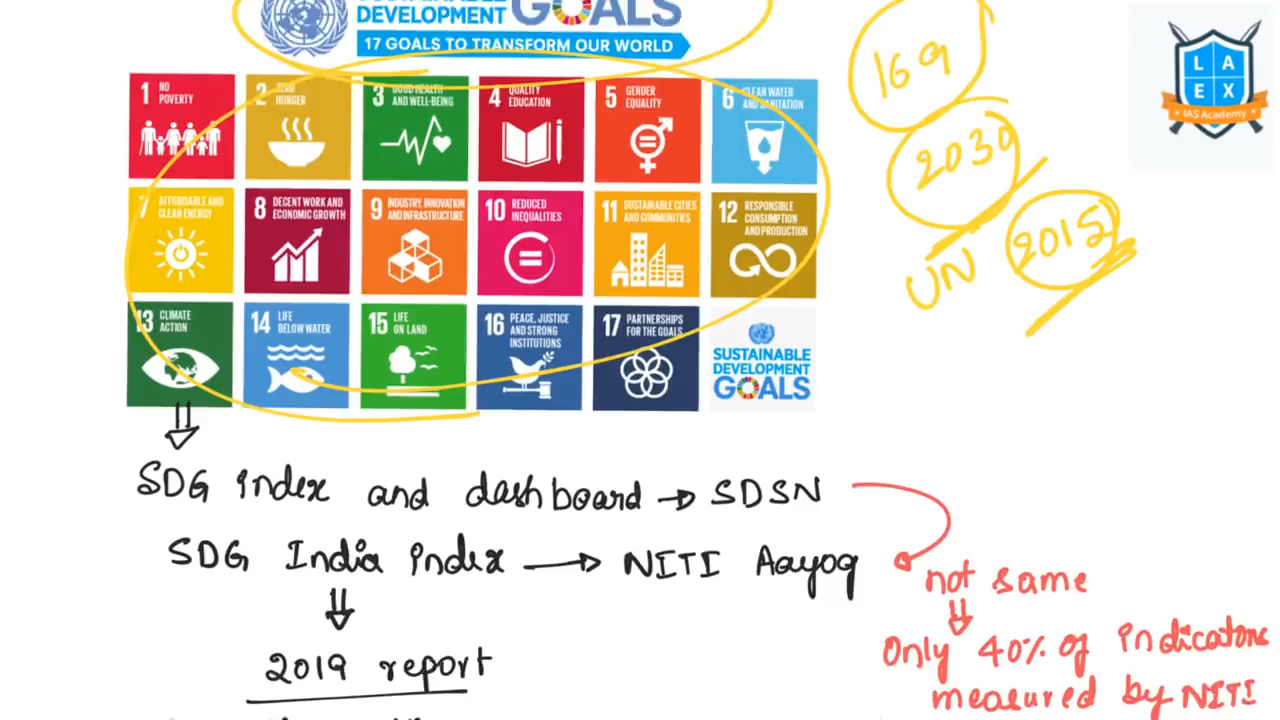 SUSTAINABLE
DEVELOPMENT GOALS
17 GOALS TO TRANSFORM OUR WORLD
169
2030
UN 2015
L A
E X
IAS Academy
1 NO POVERTY
2 ZERO HUNGER
3 GOOD HEALTH AND WELL-BEING
4 QUALITY EDUCATION
5 GENDER EQUALITY
6 CLEAN WATER AND SANITATION
7 AFFORDABLE AND CLEAN ENERGY
8 DECENT WORK AND ECONOMIC GROWTH
9 INDUSTRY, INNOVATION AND INFRASTRUCTURE
10 REDUCED INEQUALITIES
11 SUSTAINABLE CITIES AND COMMUNITIES
12 RESPONSIBLE CONSUMPTION AND PRODUCTION
13 CLIMATE ACTION
14 LIFE BELOW WATER
15 LIFE ON LAND
16 PEACE, JUSTICE AND STRONG INSTITUTIONS
17 PARTNERSHIPS FOR THE GOALS
SUSTAINABLE
DEVELOPMENT
GOALS
SDG index and dashboard → SDSN
SDG India index → NITI Aayog
not same
Only 40% of indicators
measured by NITI
2019 report